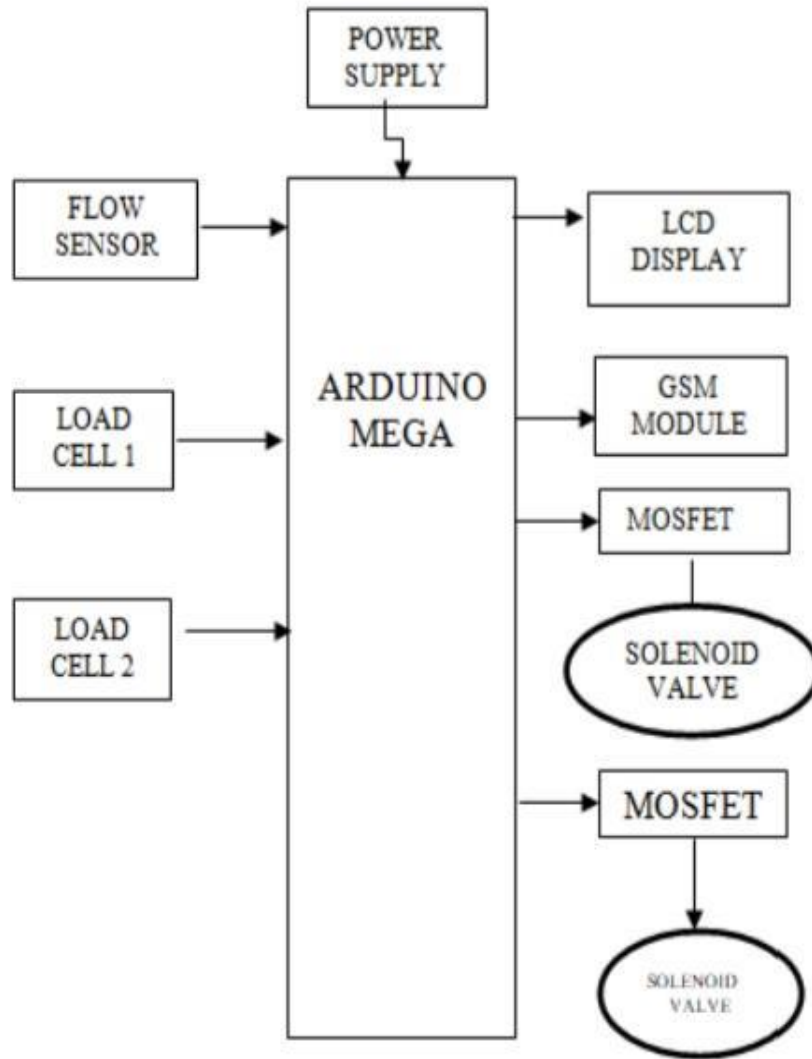 POWER
SUPPLY
FLOW
SENSOR
LCD
DISPLAY
ARDUINO
MEGA
GSM
MODULE
LOAD
CELL 1
MOSFET
LOAD
CELL 2
SOLENOID
VALVE
MOSFET
SOLENOID
VALVE